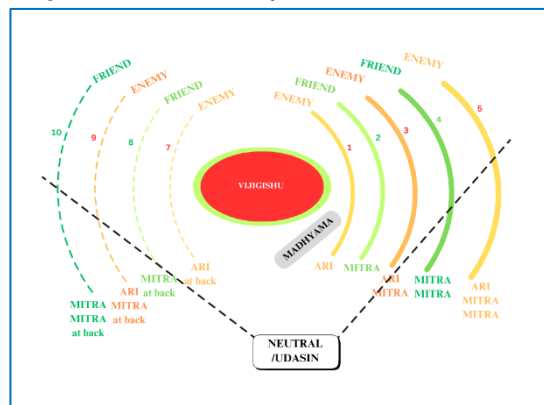 FRIEND
ENEMY
FRIEND
ENEMY
ENEMY
FRIEND
ENEMY
FRIEND
ENEMY
10
9
8
7
1
2
3
4
5
VIJIGISHU
MADHYAMA
ARI
MITRA
ARI
MITRA
MITRA
MITRA
ARI
MITRA
MITRA
ARI
at back
MITRA
at back
ARI
MITRA
at back
MITRA
MITRA
at back
NEUTRAL
/UDASIN